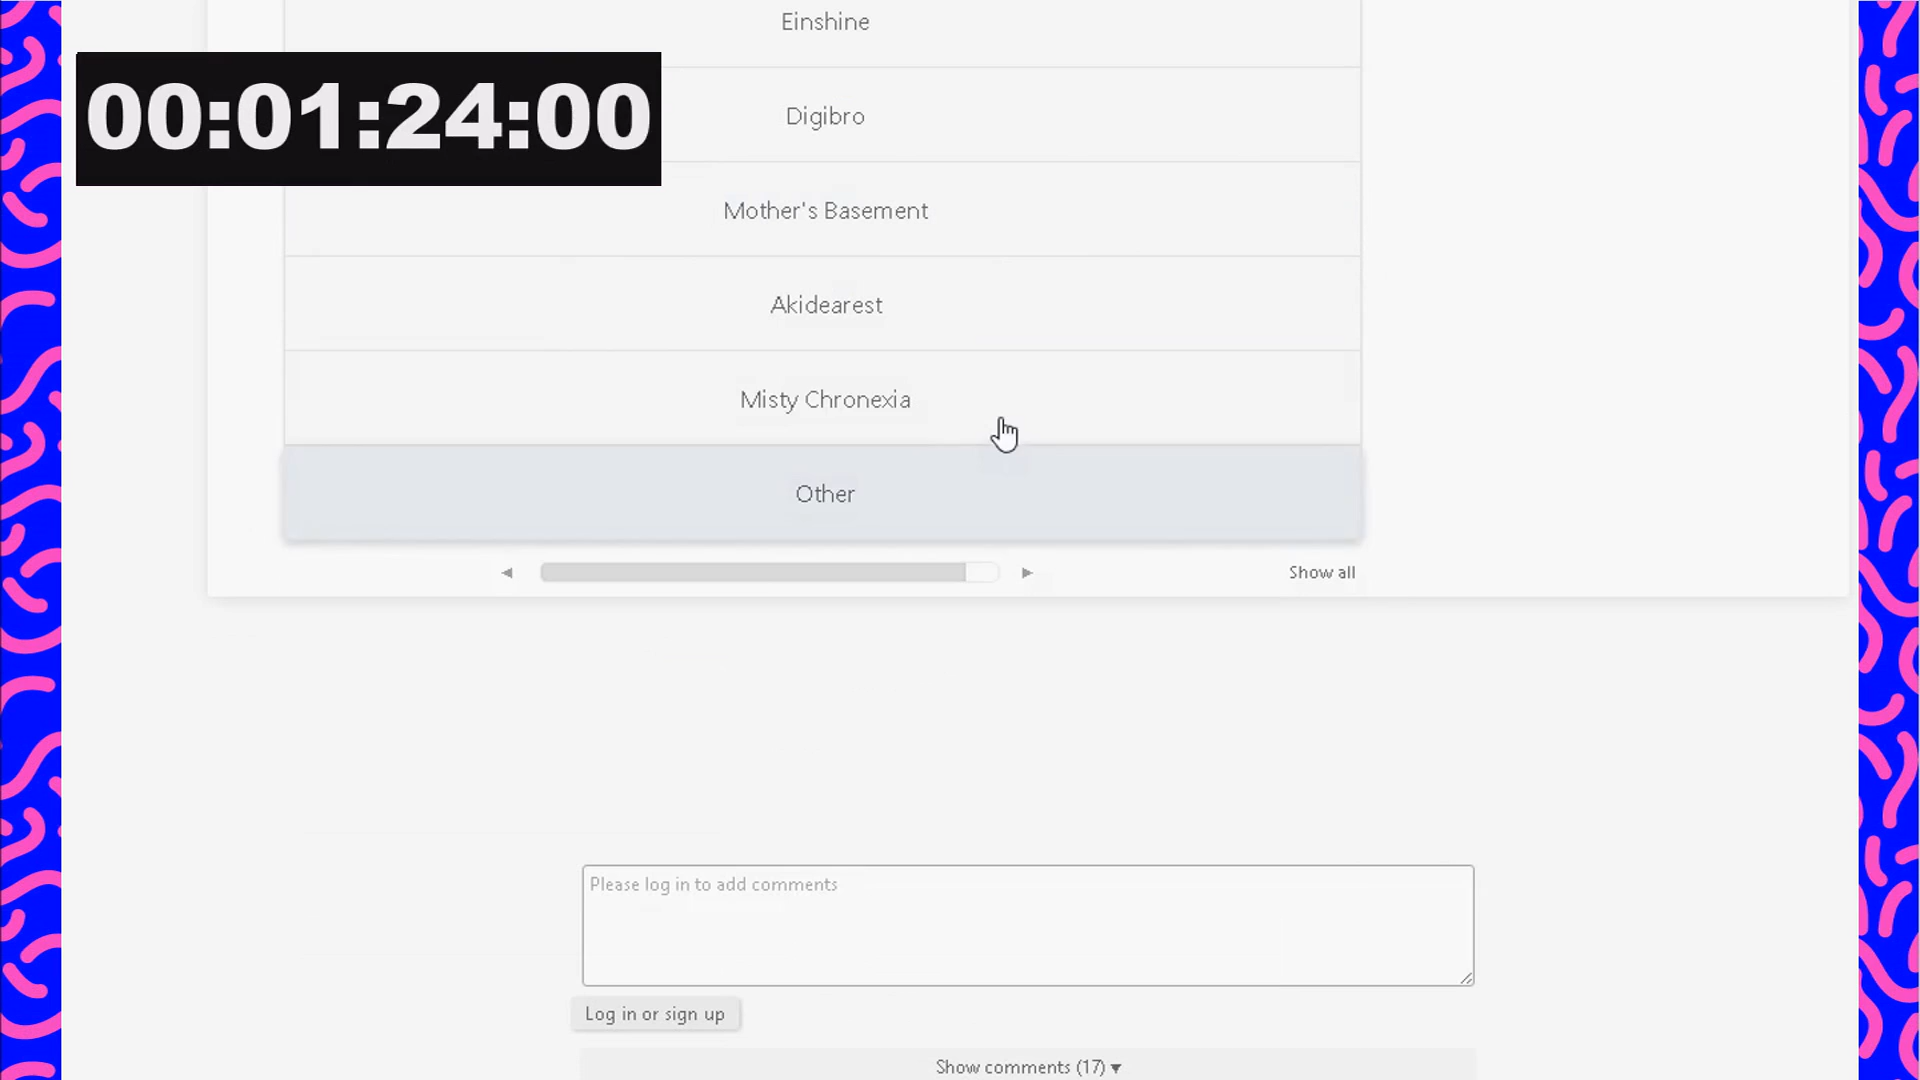 Einshine
00:01:24:00
Digibro
Mother's Basement
Akidearest
Misty Chronexia
Other
◄ ► Show all
Please log in to add comments
Log in or sign up
Show comments (17) ▼